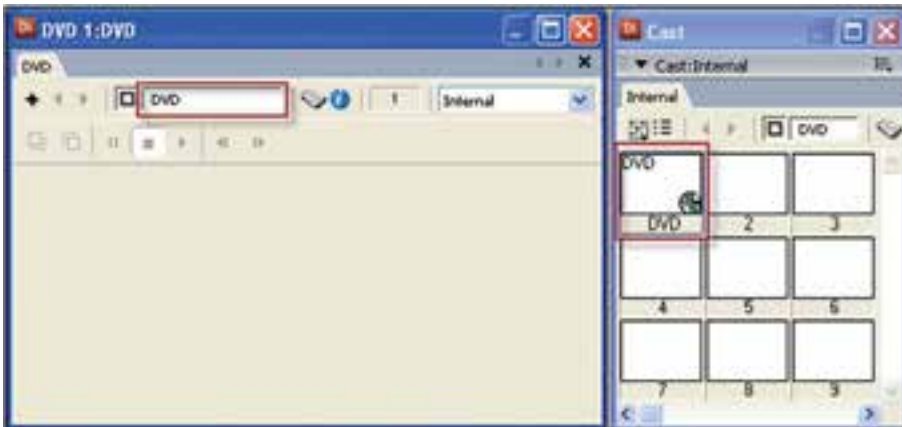 DVD 1:DVD
DVD
DVD
1
Internal
Cast
Cast:Internal
Internal
DVD
DVD
DVD
2
3
4
5
6
7
8
9